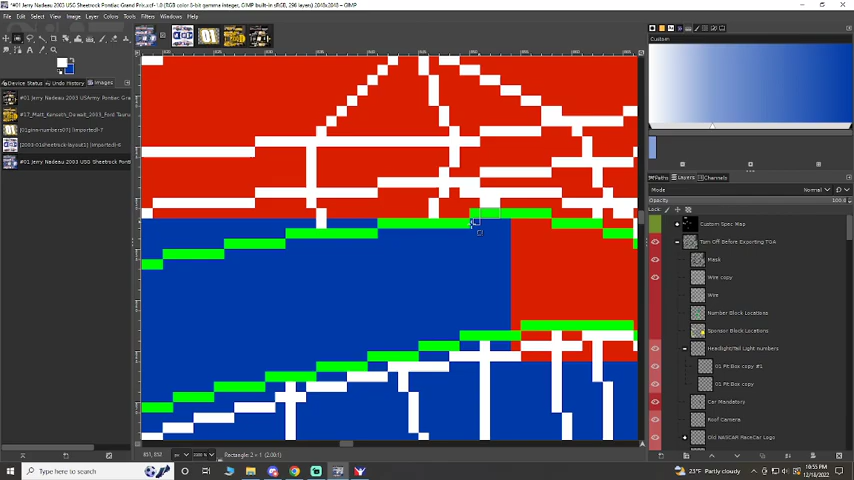 *#01 Jerry Nadeau 2003 USG Sheetrock Pontiac Grand Prix.xcf-1.0 (RGB color 8-bit gamma integer, GIMP built-in sRGB, 296 layers) 2048x2048 – GIMP
File Edit Select View Image Layer Colors Tools Filters Windows Help
Custom
Device Status Undo History Images
#01 Jerry Nadeau 2003 USArmy Pontiac Gra
#17_Matt_Kenseth_Dewalt_2003_Ford Taurus
[2003-01sheetrock-layout1] (imported)-6
#01 Jerry Nadeau 2003 USG Sheetrock Pont
Paths Layers Channels
Mode Normal
Opacity 100.0
Lock:
Custom Spec Map
Turn Off Before Exporting TGA
Mask
Wire copy
Wire
Number Block Locations
Sponsor Block Locations
Headlight/Tail Light numbers
01 Pit Box copy #1
01 Pit Box copy
Car Mandatory
Roof Camera
Old NASCAR RaceCar Logo
px Rectangle: 2 × 1 (2.00:1)
Type here to search
23°F Partly cloudy
10:55 PM
12/18/2022